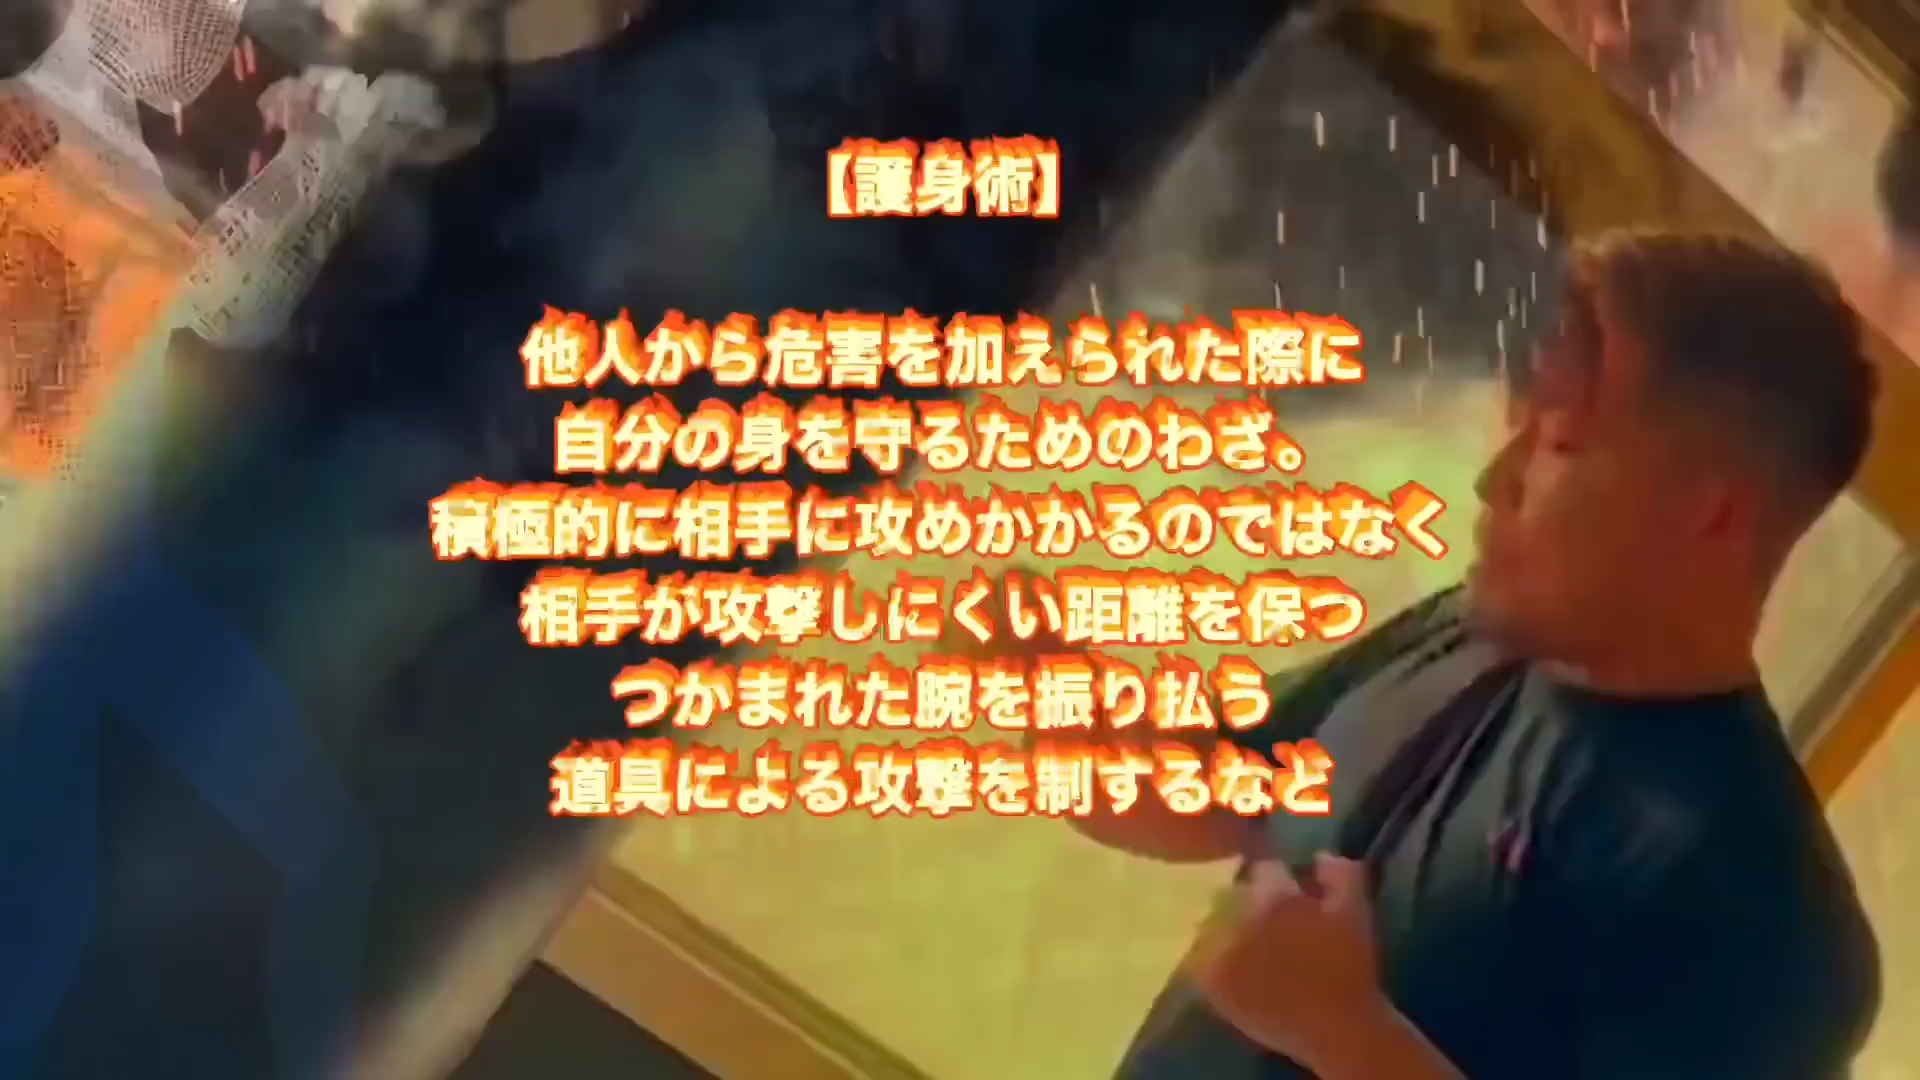 【護身術】
他人から危害を加えられた際に
自分の身を守るためのわざ。
積極的に相手に攻めかかるのではなく
相手が攻撃しにくい距離を保つ
つかまれた腕を振り払う
道具による攻撃を制するなど